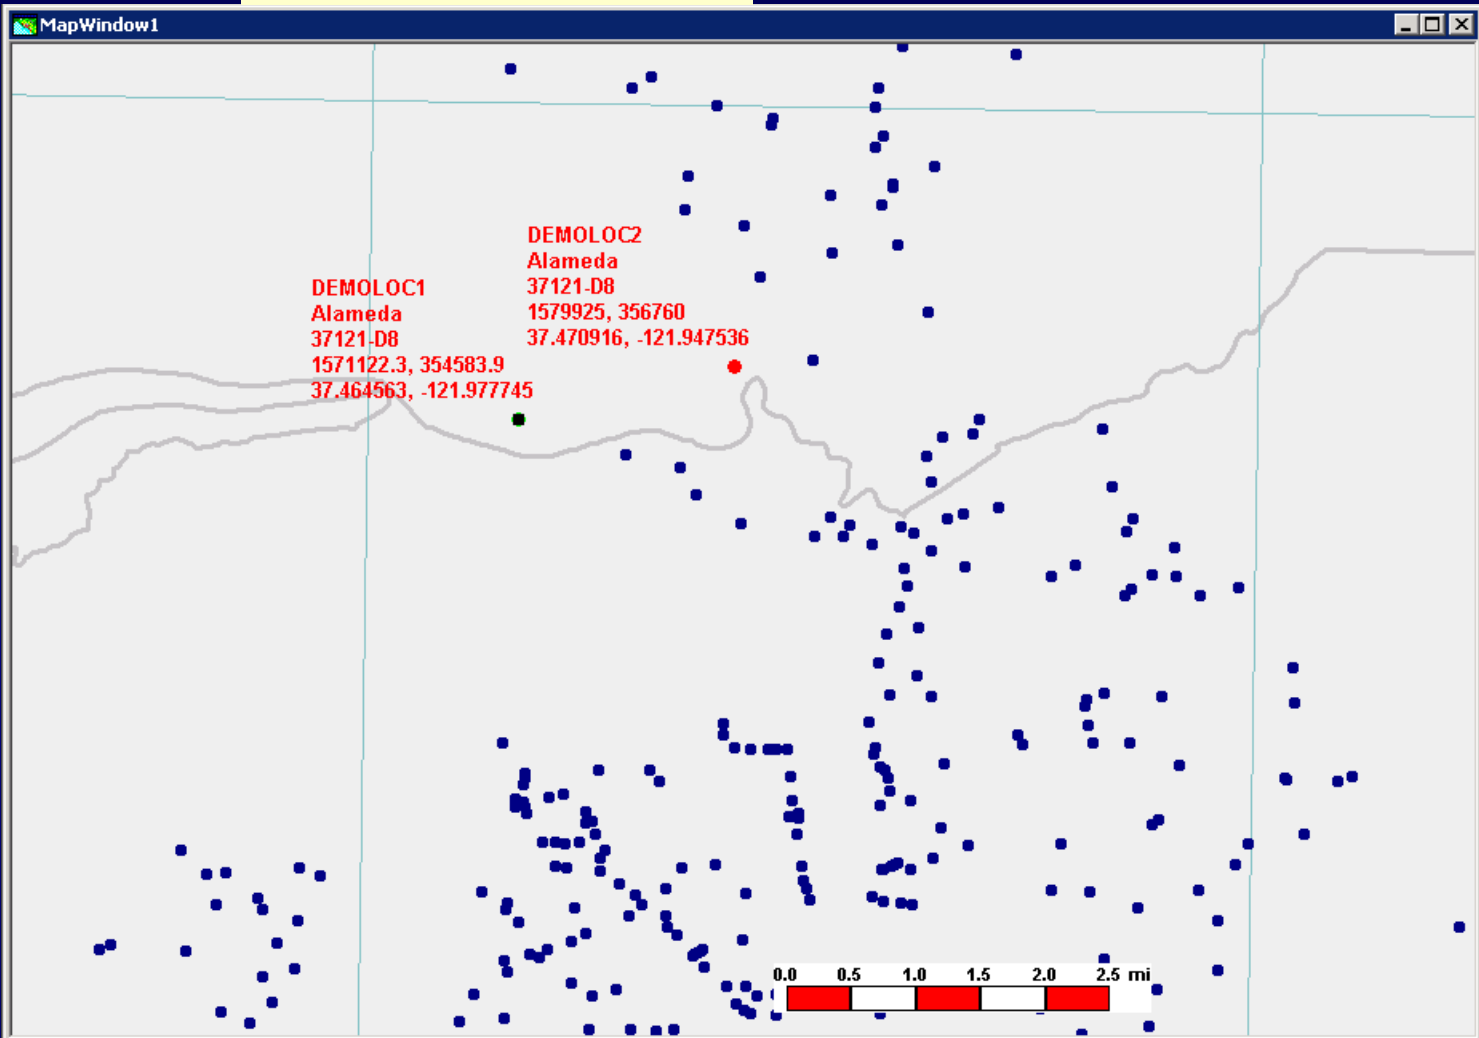 MapWindow1
DEMOLOC2
Alameda
37121-D8
1579925, 356760
37.470916, -121.947536
DEMOLOC1
Alameda
37121-D8
1571122.3, 354583.9
37.464563, -121.977745
0.0 0.5 1.0 1.5 2.0 2.5 mi